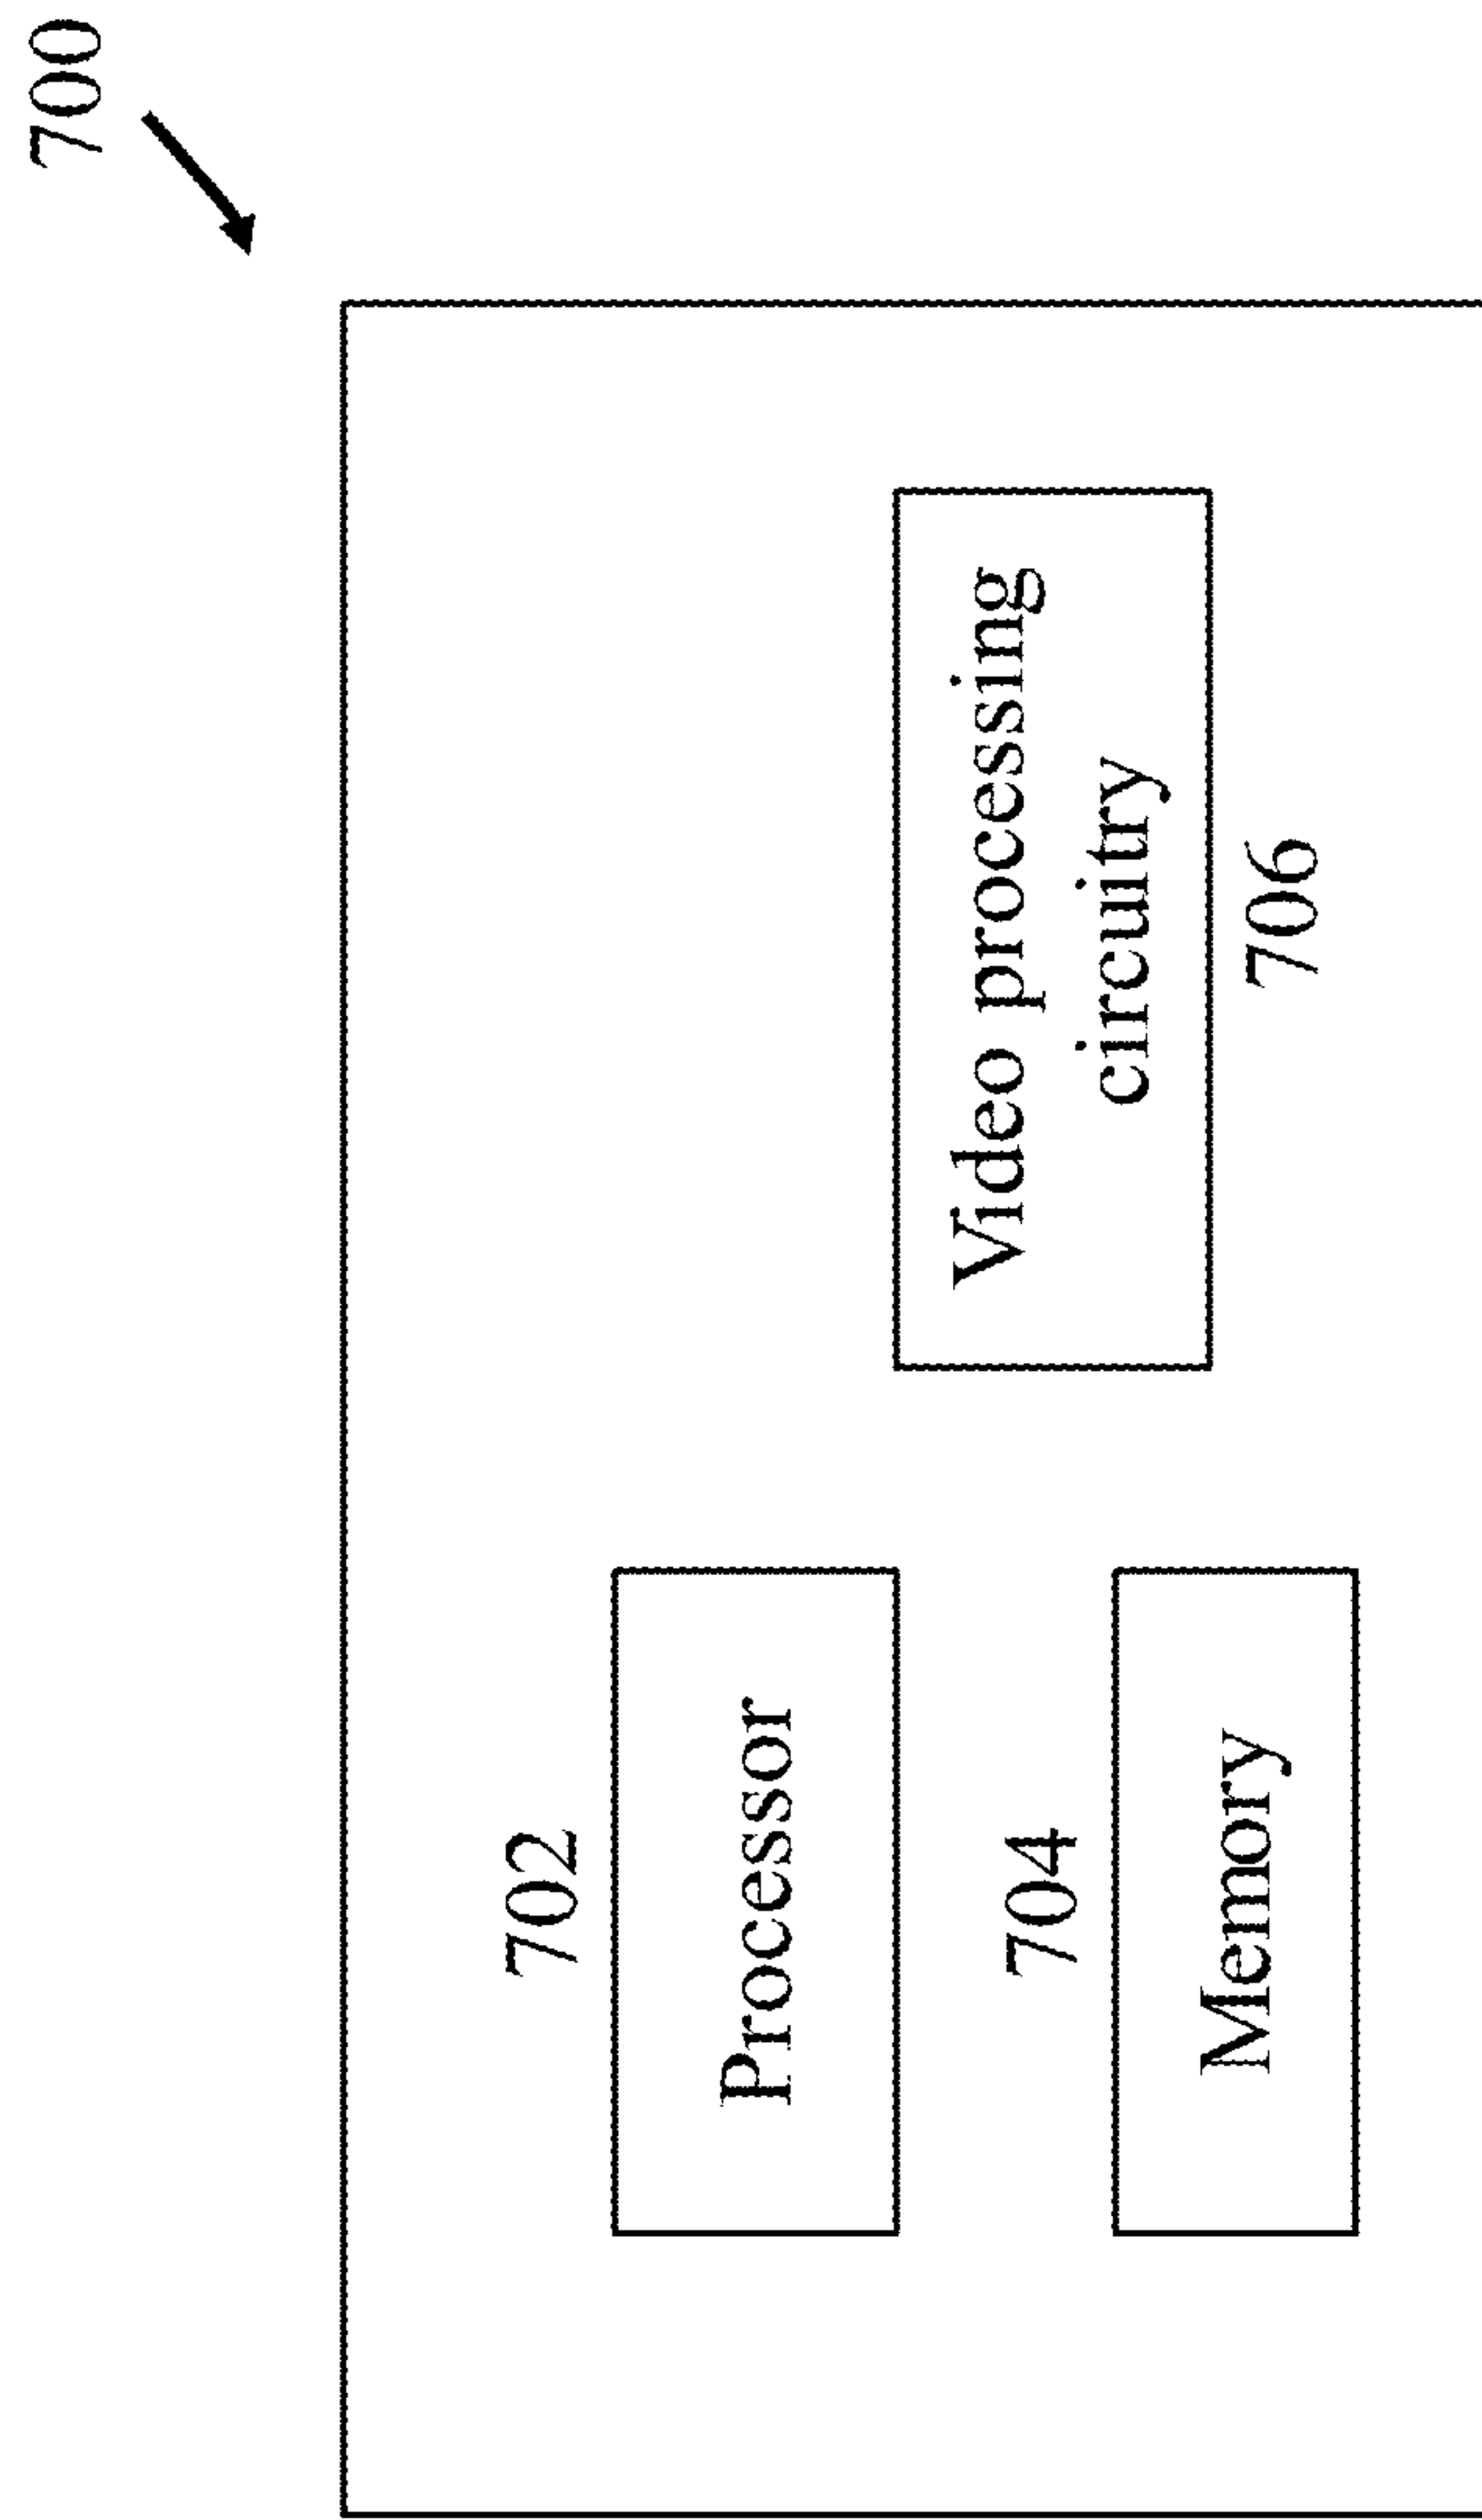 700
702
Processor
Video processing
circuitry
706
704
Memory